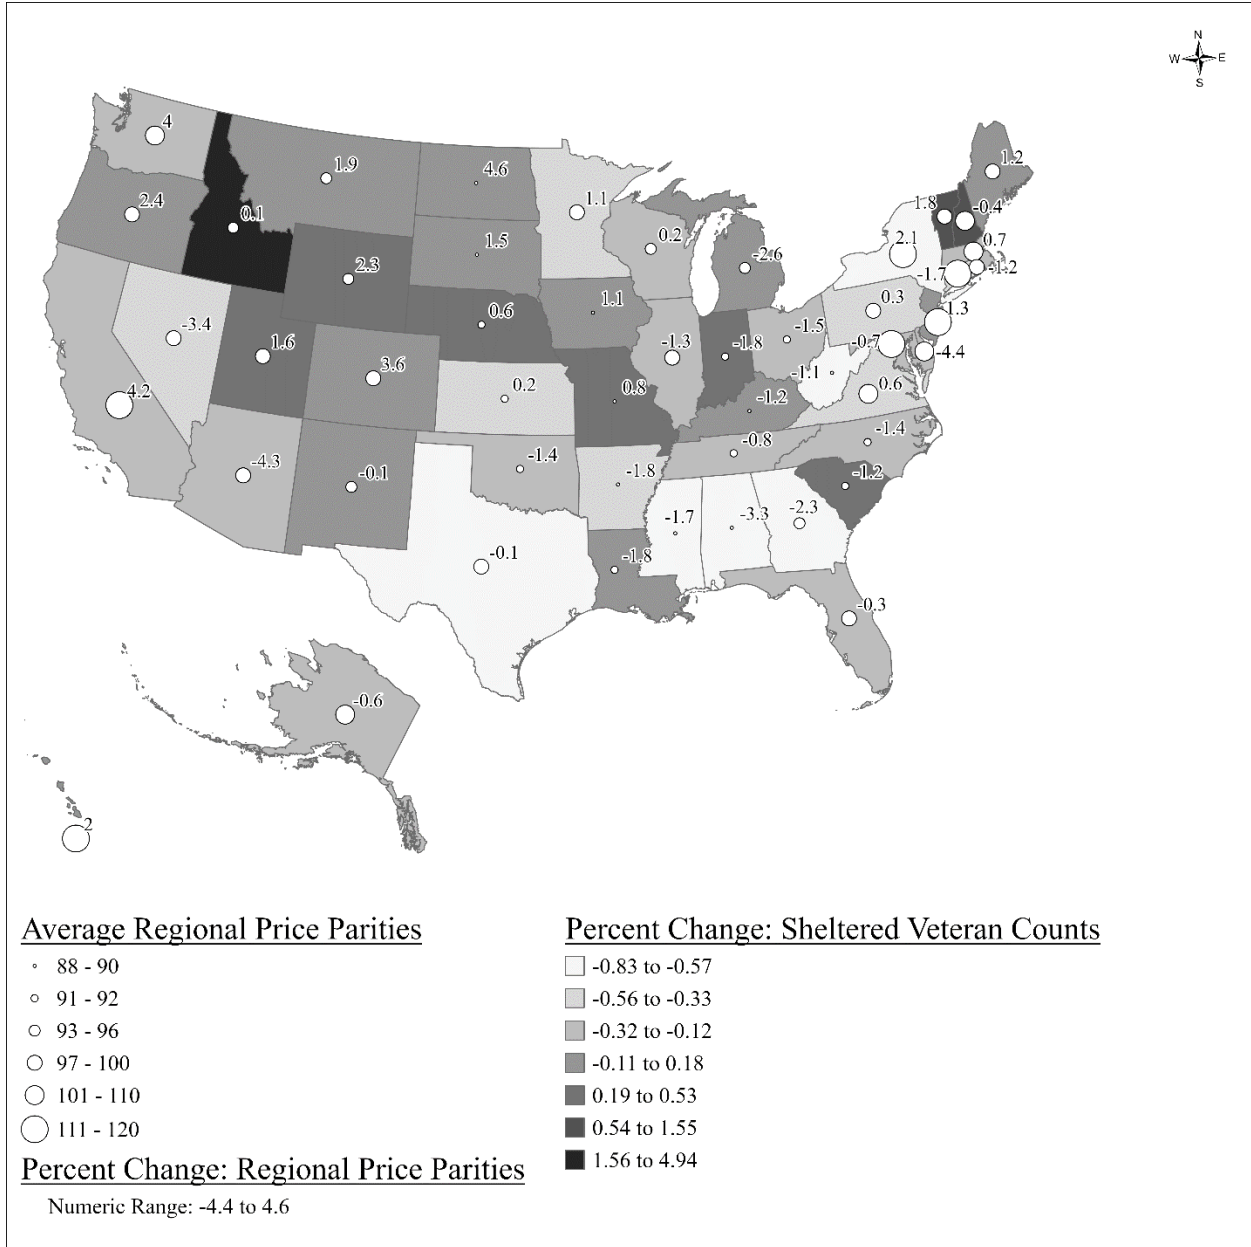 N
W E
S
4
1.9
4.6
1.1
1.2
2.4
0.1
1.5
0.2
-2.6
1.8
-0.4
2.1
0.7
-1.7
-1.2
2.3
0.6
1.1
0.3
1.3
-3.4
1.6
3.6
0.2
0.8
-1.3
-1.8
-1.5
-0.7
-4.4
-1.1
4.2
0.6
-1.2
-1.4
-4.3
-0.1
-1.4
-0.8
-1.8
-1.2
-0.1
-1.8
-1.7
-3.3
-2.3
-0.3
-0.6
2
Average Regional Price Parities
88 - 90
91 - 92
93 - 96
97 - 100
101 - 110
111 - 120
Percent Change: Regional Price Parities
Numeric Range: -4.4 to 4.6
Percent Change: Sheltered Veteran Counts
-0.83 to -0.57
-0.56 to -0.33
-0.32 to -0.12
-0.11 to 0.18
0.19 to 0.53
0.54 to 1.55
1.56 to 4.94